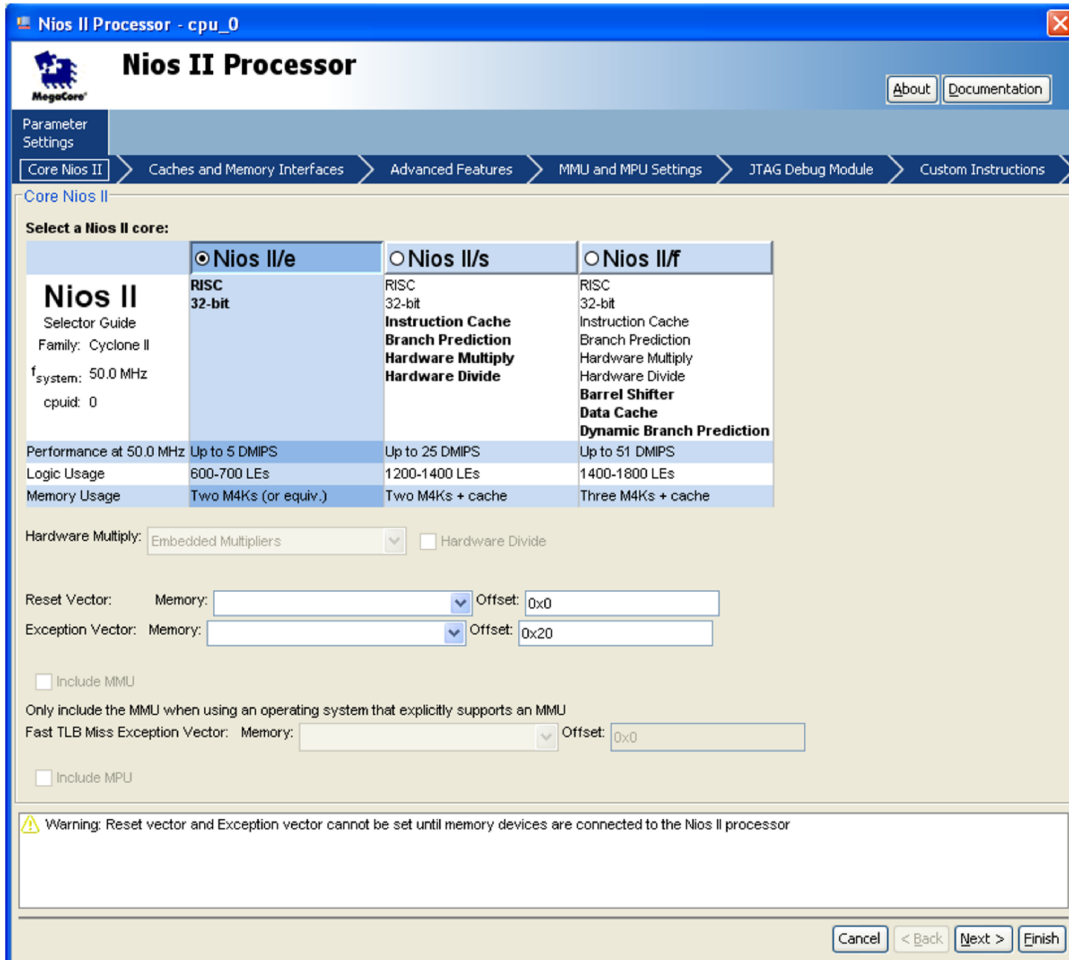 Nios II Processor - cpu_0
Nios II Processor
MegaCore®
About
Documentation
Parameter
Settings
Core Nios II
Caches and Memory Interfaces
Advanced Features
MMU and MPU Settings
JTAG Debug Module
Custom Instructions
Core Nios II
Select a Nios II core:
Nios II/e
Nios II/s
Nios II/f
Nios II
Selector Guide
Family: Cyclone II
fsystem: 50.0 MHz
cpuid: 0
RISC
32-bit
RISC
32-bit
Instruction Cache
Branch Prediction
Hardware Multiply
Hardware Divide
RISC
32-bit
Instruction Cache
Branch Prediction
Hardware Multiply
Hardware Divide
Barrel Shifter
Data Cache
Dynamic Branch Prediction
Performance at 50.0 MHz Up to 5 DMIPS Up to 25 DMIPS Up to 51 DMIPS
Logic Usage 600-700 LEs 1200-1400 LEs 1400-1800 LEs
Memory Usage Two M4Ks (or equiv.) Two M4Ks + cache Three M4Ks + cache
Hardware Multiply: Embedded Multipliers Hardware Divide
Reset Vector: Memory: Offset: 0x0
Exception Vector: Memory: Offset: 0x20
Include MMU
Only include the MMU when using an operating system that explicitly supports an MMU
Fast TLB Miss Exception Vector: Memory: Offset: 0x0
Include MPU
Warning: Reset vector and Exception vector cannot be set until memory devices are connected to the Nios II processor
Cancel < Back Next > Finish